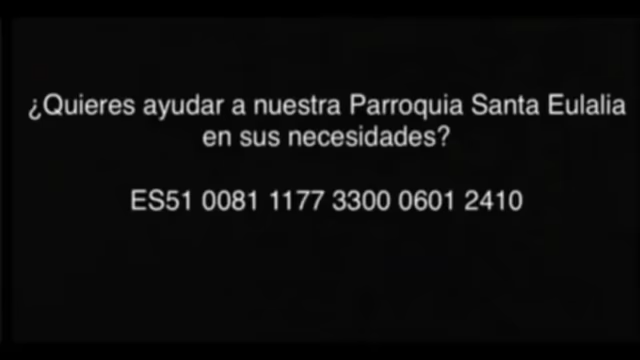 ¿Quieres ayudar a nuestra Parroquia Santa Eulalia
en sus necesidades?
ES51 0081 1177 3300 0601 2410